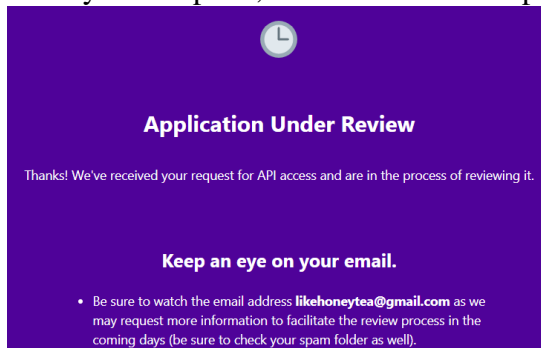 Application Under Review
Thanks! We've received your request for API access and are in the process of reviewing it.
Keep an eye on your email.
• Be sure to watch the email address likehoneytea@gmail.com as we
may request more information to facilitate the review process in the
coming days (be sure to check your spam folder as well).